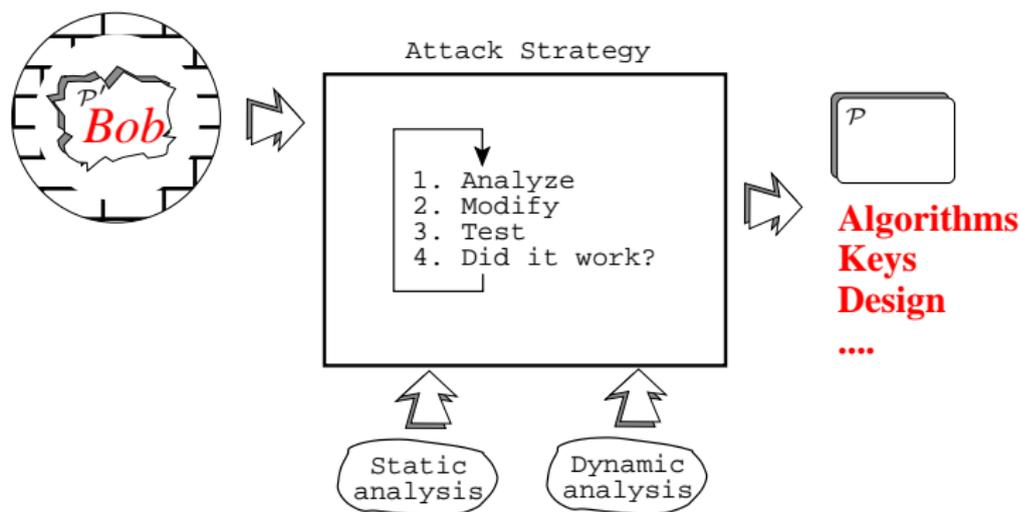 Attack Strategy
P'
Bob
1. Analyze
2. Modify
3. Test
4. Did it work?
P
Algorithms
Keys
Design
....
Static
analysis
Dynamic
analysis